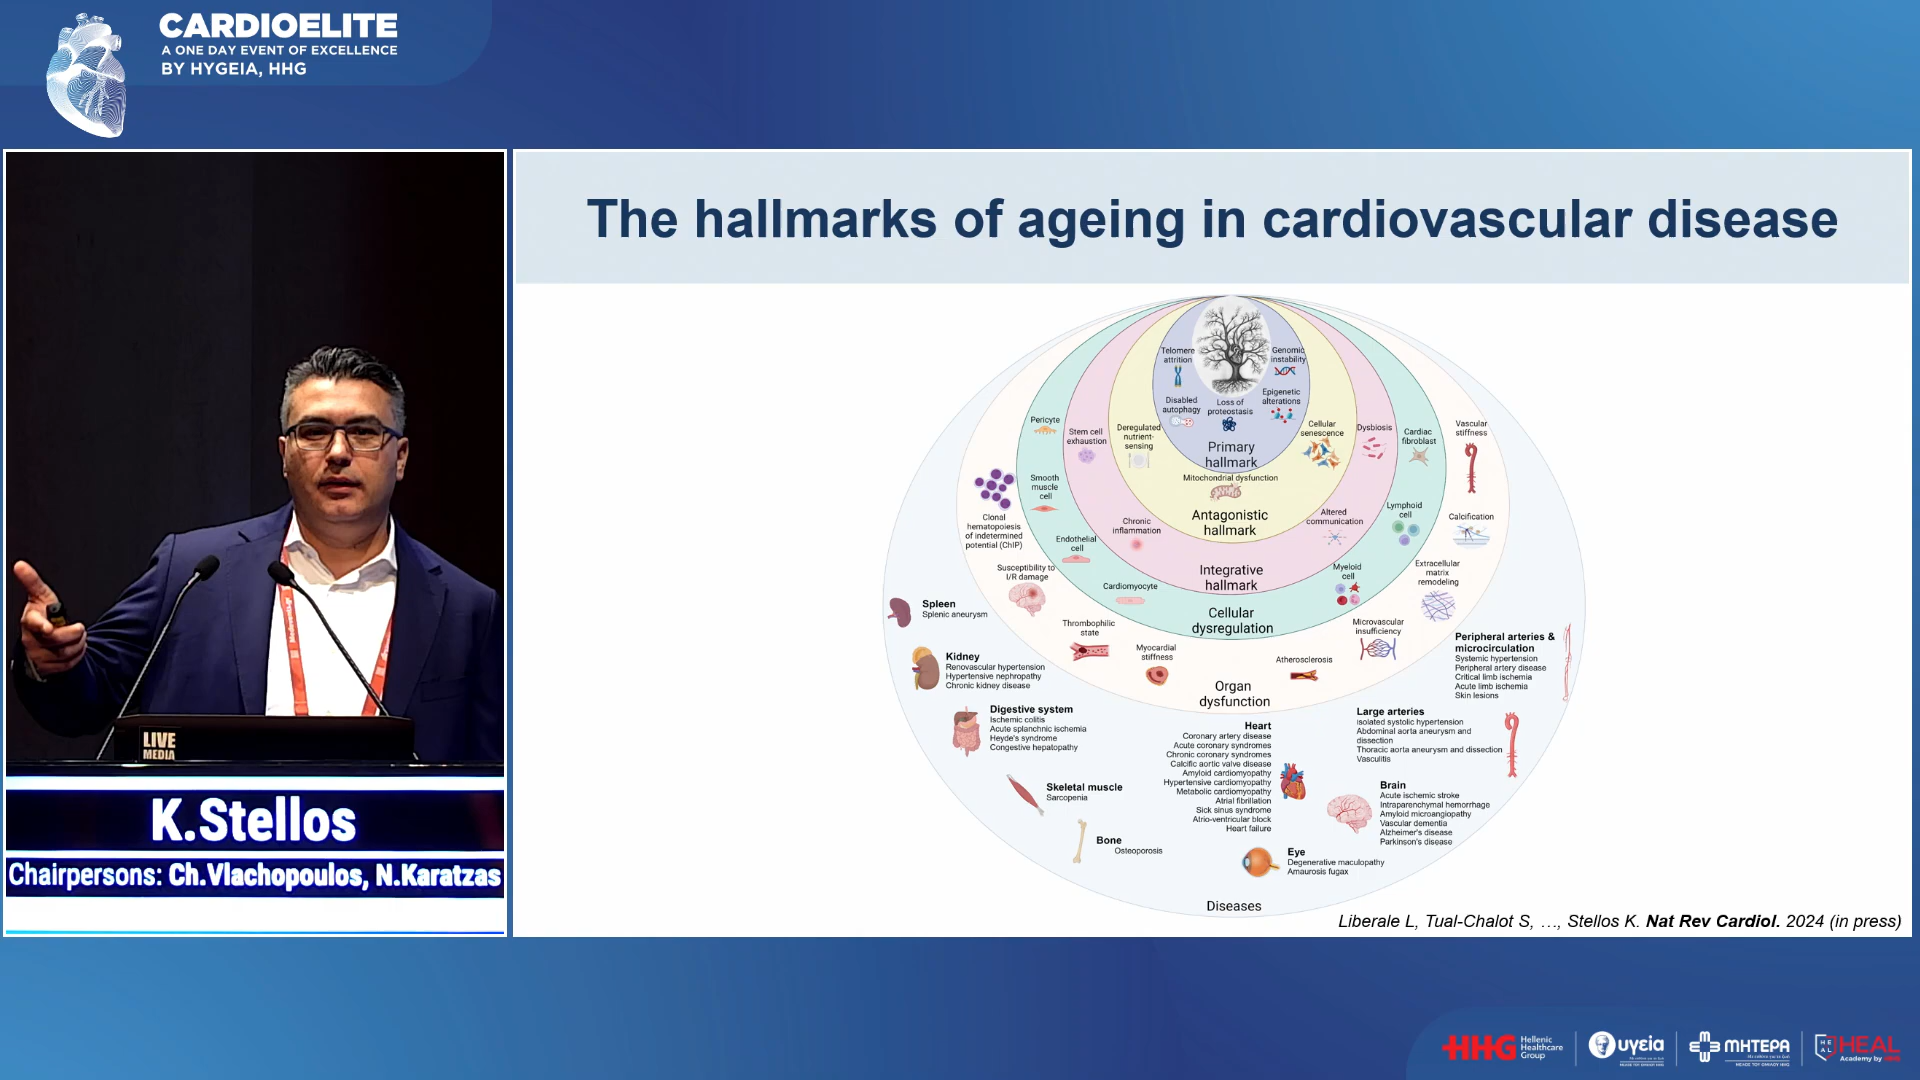 CARDIOELITE
A ONE DAY EVENT OF EXCELLENCE
BY HYGEIA, HHG
LIVE
MEDIA
K.Stellos
Chairpersons: Ch.Vlachopoulos, N.Karatzas
The hallmarks of ageing in cardiovascular disease
Telomere
attrition
Genomic
instability
Disabled
autophagy
Loss of
proteostasis
Epigenetic
alterations
Primary
hallmark
Deregulated
nutrient-
sensing
Cellular
senescence
Mitochondrial dysfunction
Antagonistic
hallmark
Stem cell
exhaustion
Dysbiosis
Chronic
inflammation
Altered
communication
Integrative
hallmark
Pericyte
Cardiac
fibroblast
Smooth
muscle
cell
Lymphoid
cell
Endothelial
cell
Myeloid
cell
Cardiomyocyte
Cellular
dysregulation
Vascular
stiffness
Clonal
hematopoiesis
of indetermined
potential (ChIP)
Calcification
Susceptibility to
I/R damage
Extracellular
matrix
remodeling
Thrombophilic
state
Microvascular
insufficiency
Myocardial
stiffness
Atherosclerosis
Organ
dysfunction
Spleen
Splenic aneurysm
Kidney
Renovascular hypertension
Hypertensive nephropathy
Chronic kidney disease
Digestive system
Ischemic colitis
Acute splanchnic ischemia
Heyde's syndrome
Congestive hepatopathy
Skeletal muscle
Sarcopenia
Bone
Osteoporosis
Heart
Coronary artery disease
Acute coronary syndromes
Chronic coronary syndromes
Calcific aortic valve disease
Amyloid cardiomyopathy
Hypertensive cardiomyopathy
Metabolic cardiomyopathy
Atrial fibrillation
Sick sinus syndrome
Atrio-ventricular block
Heart failure
Eye
Degenerative maculopathy
Amaurosis fugax
Brain
Acute ischemic stroke
Intraparenchymal hemorrhage
Amyloid microangiopathy
Vascular dementia
Alzheimer's disease
Parkinson's disease
Large arteries
Isolated systolic hypertension
Abdominal aorta aneurysm and
dissection
Thoracic aorta aneurysm and dissection
Vasculitis
Peripheral arteries &
microcirculation
Systemic hypertension
Peripheral artery disease
Critical limb ischemia
Acute limb ischemia
Skin lesions
Diseases
Liberale L, Tual-Chalot S, …, Stellos K. Nat Rev Cardiol. 2024 (in press)
HHG
Hellenic
Healthcare
Group
υγεία
ΜΗΤΕΡΑ
HEAL
Academy by